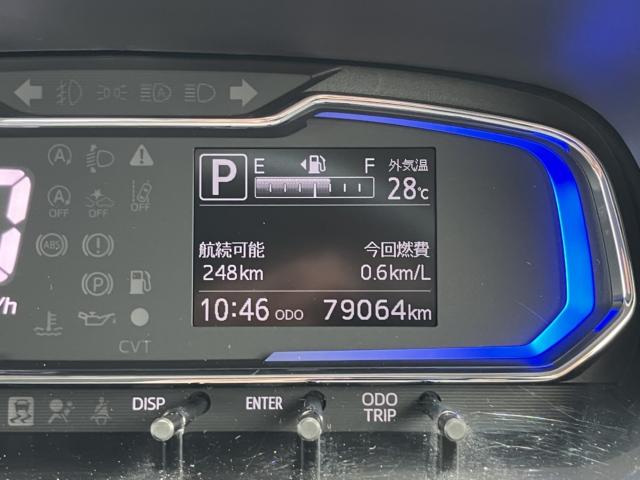 P E F 外気温
28℃
航続可能 今回燃費
248km 0.6km/L
10:46 ODO 79064km
A
A OFF OFF OFF
ABS
P
/h
CVT
DISP ENTER ODO
TRIP